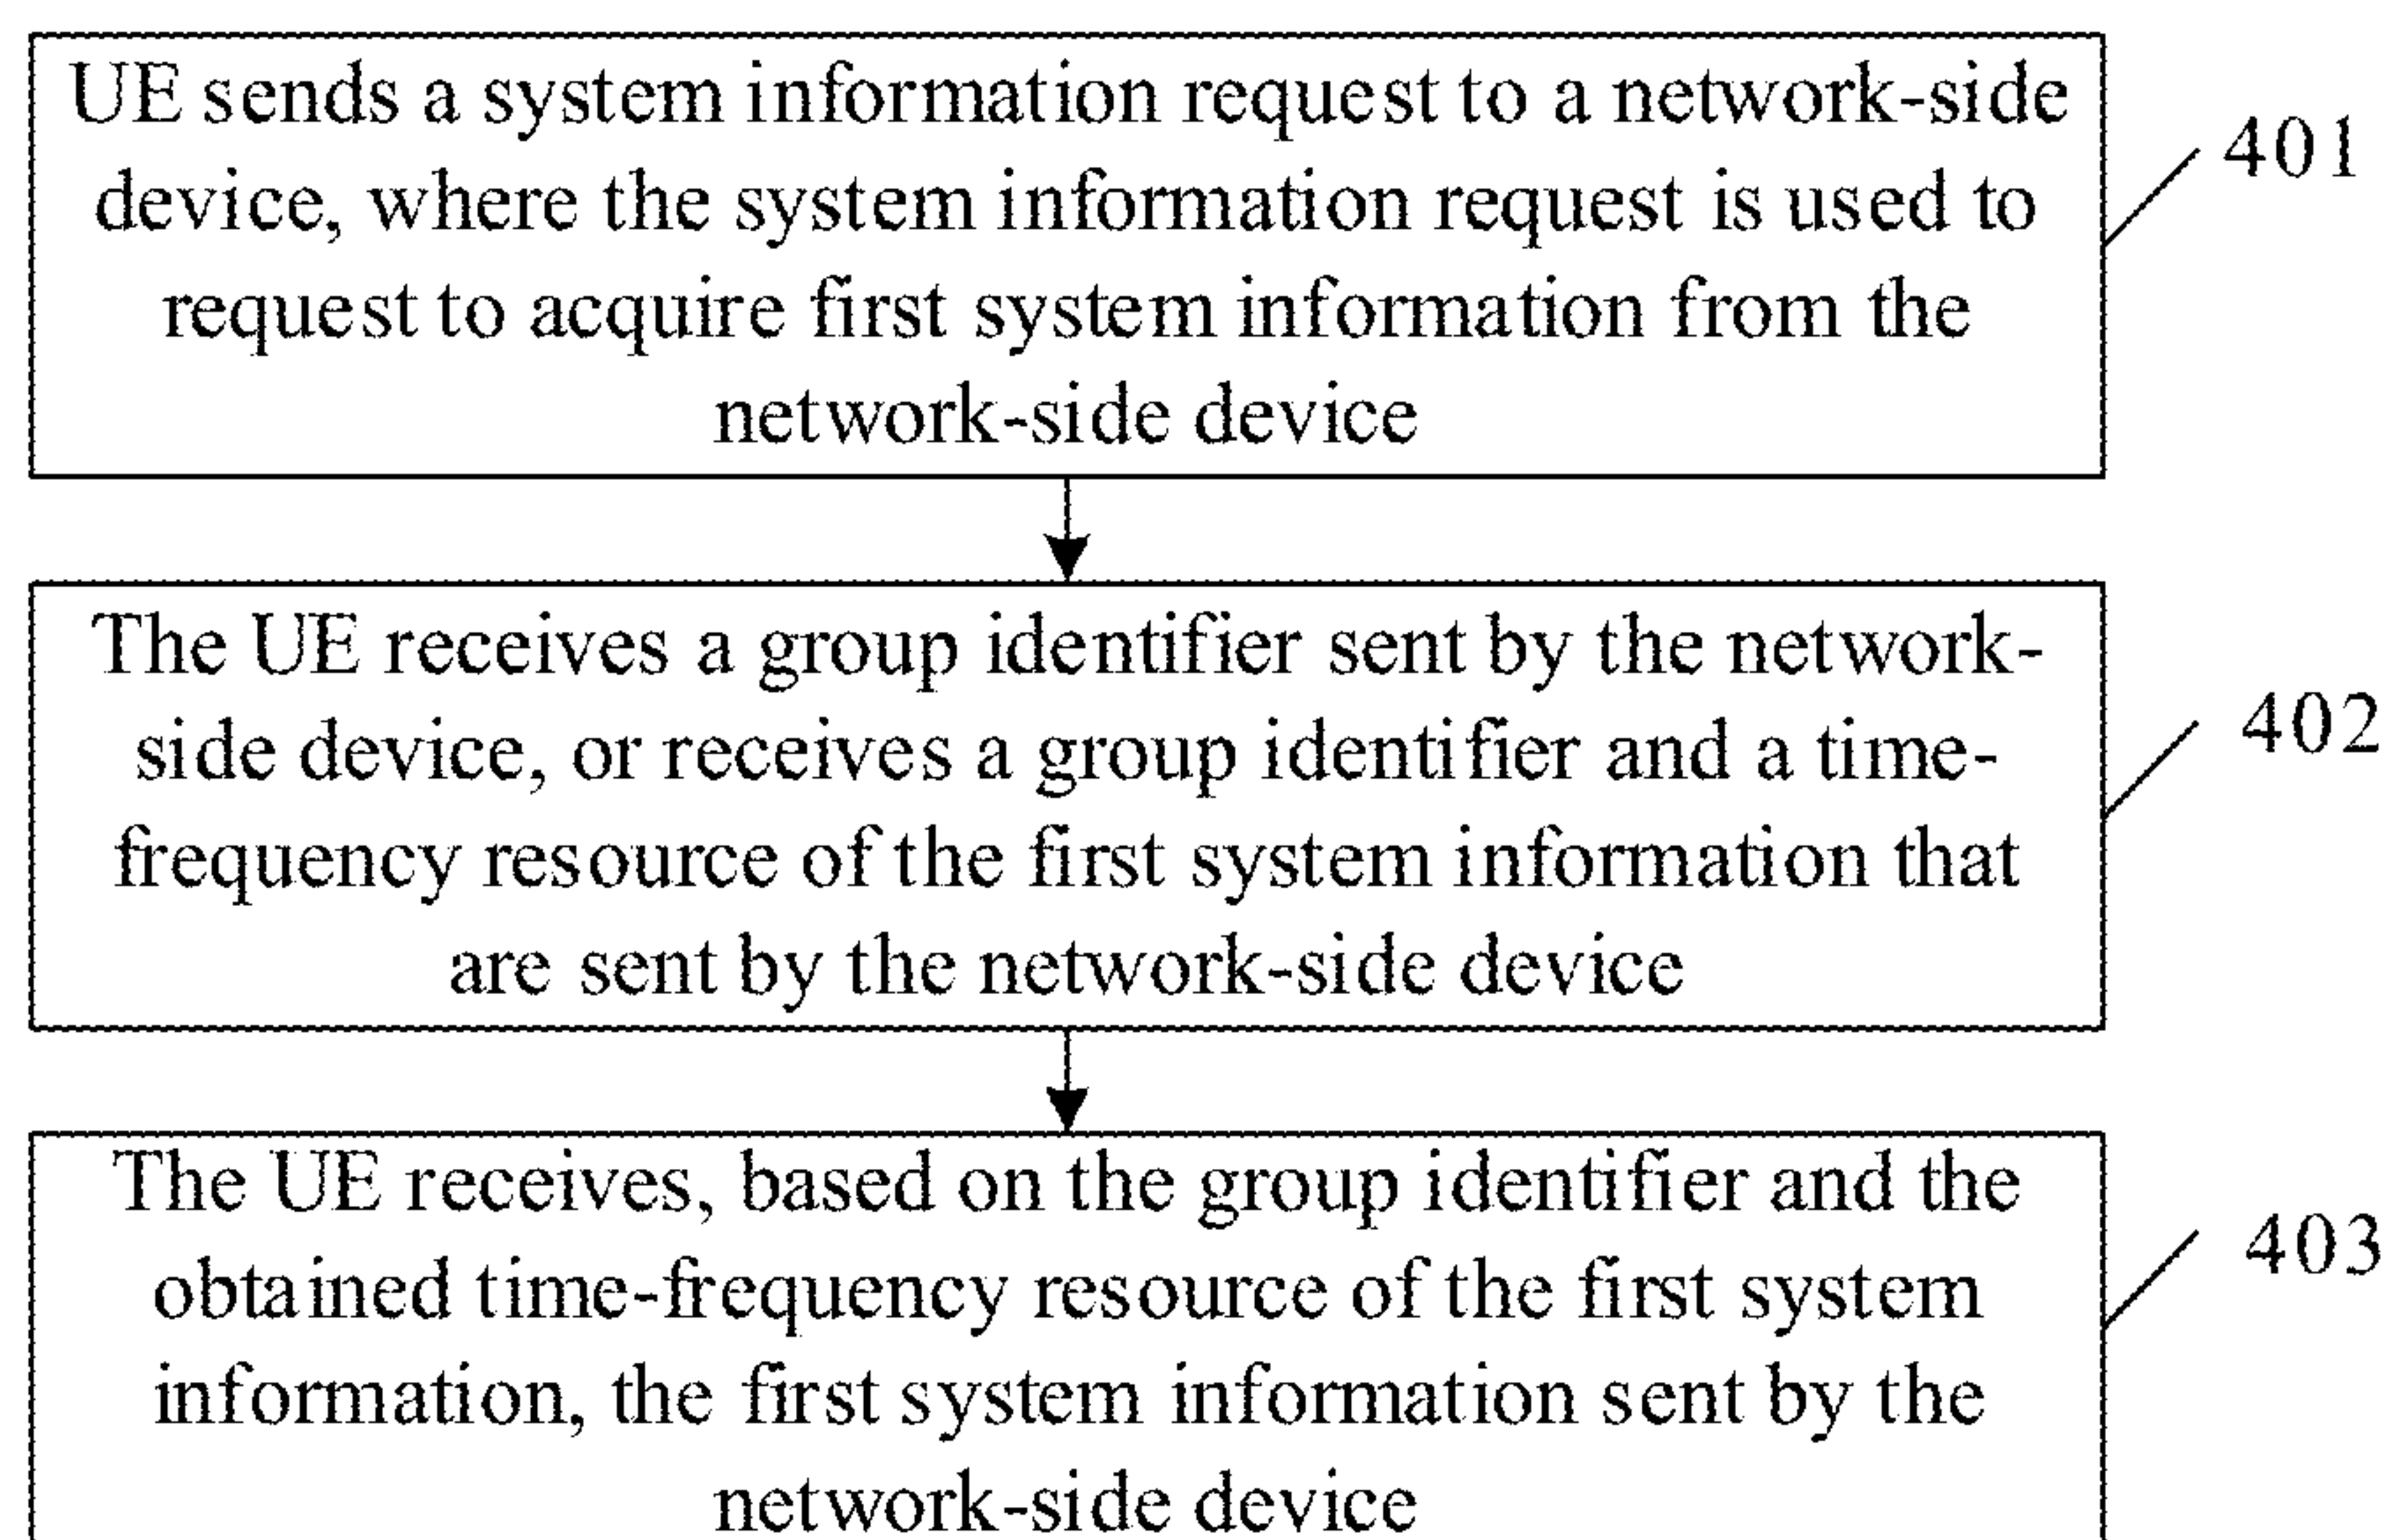 UE sends a system information request to a network-side
device, where the system information request is used to
request to acquire first system information from the
network-side device
401
The UE receives a group identifier sent by the network-
side device, or receives a group identifier and a time-
frequency resource of the first system information that
are sent by the network-side device
402
The UE receives, based on the group identifier and the
obtained time-frequency resource of the first system
information, the first system information sent by the
network-side device
403